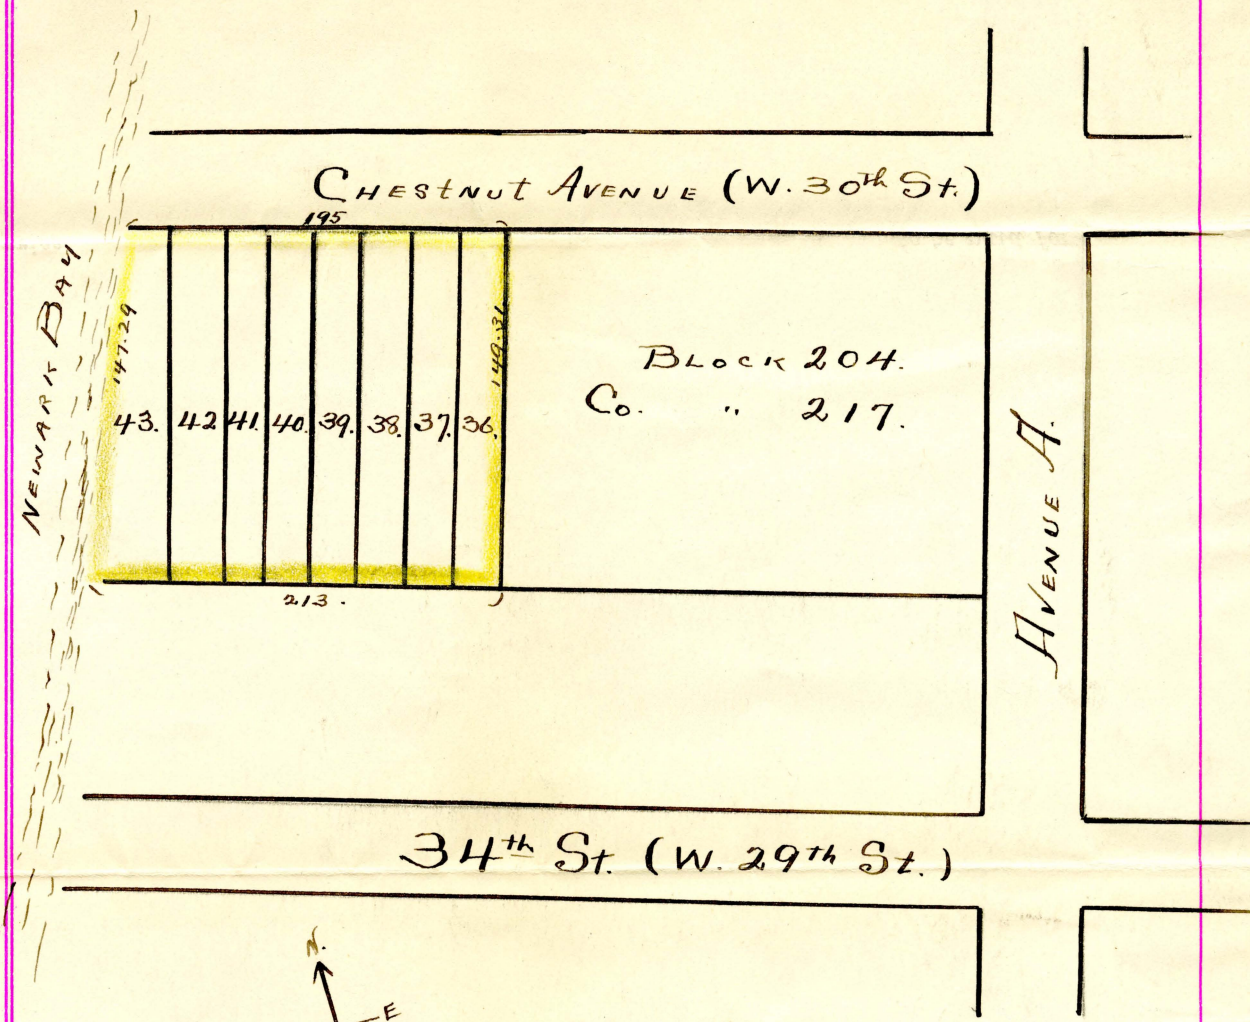 CHESTNUT AVENUE (W. 30th St.)
195
NEWARK BAY
147.29
149.31
BLOCK 204.
Co. " 217.
43. 42 41. 40. 39. 38. 37. 36.
AVENUE A.
213.
34th St. (W. 29th St.)
N.
E